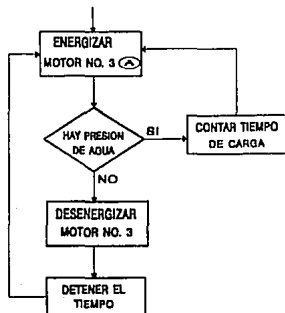 ENERGIZAR
MOTOR NO. 3 A
HAY PRESION
DE AGUA
SI
CONTAR TIEMPO
DE CARGA
NO
DESENERGIZAR
MOTOR NO. 3
DETENER EL
TIEMPO